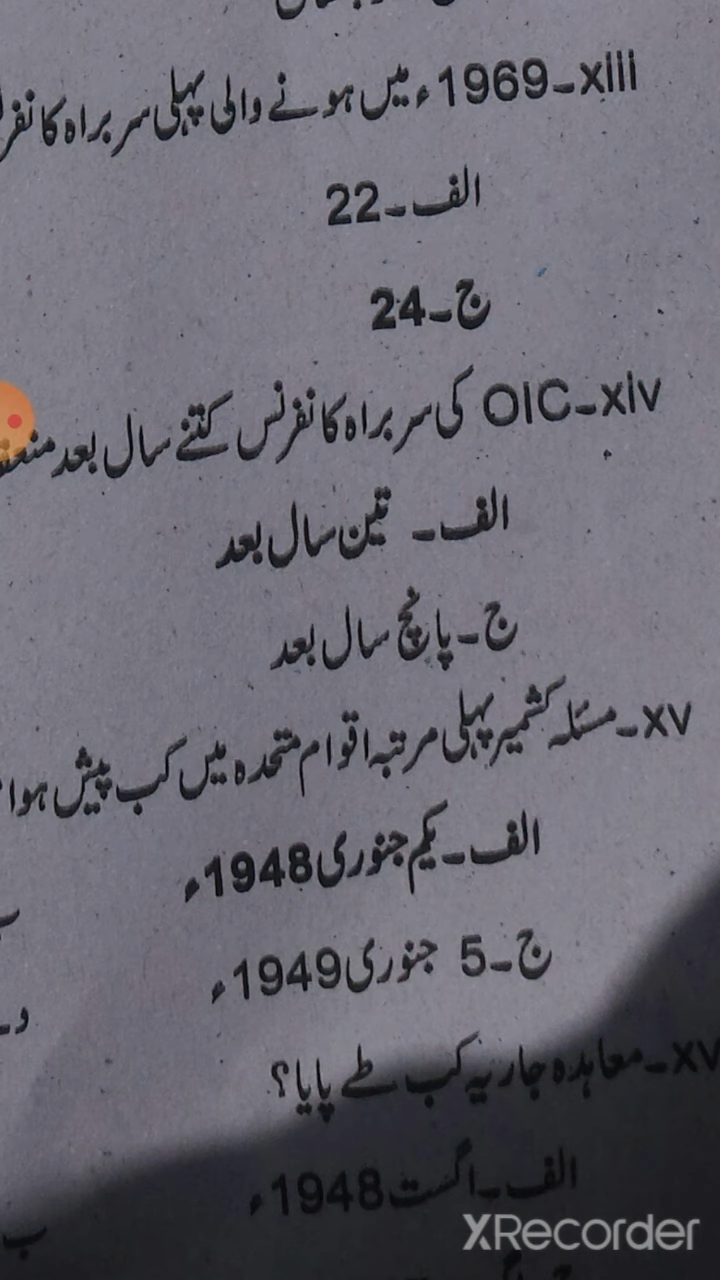 xiii۔1969ء میں ہونے والی پہلی سربراہ کانفر
الف۔22
ج۔24
xiv۔OIC کی سربراہ کانفرنس کتنے سال بعد
الف۔ تین سال بعد
ج۔پانچ سال بعد
xv۔مسئلہ کشمیر پہلی مرتبہ اقوام متحدہ میں کب پیش ہوا
الف۔یکم جنوری 1948ء
ج۔5 جنوری 1949ء
و۔
xv۔معاہدہ جاریہ کب طے پایا؟
الف۔اگست 1948ء
ب
XRecorder